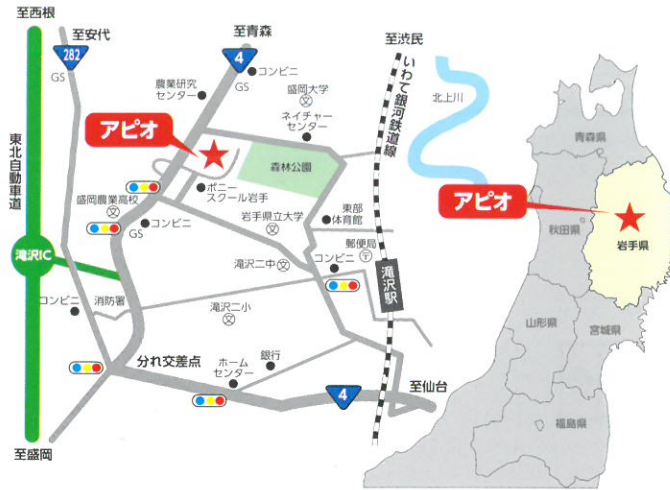 至西根
至安代
至青森
至渋民
282
GS
4
コンビニ
GS
農業研究
センター
盛岡大学
ネイチャー
センター
いわて銀河鉄道線
北上川
東北自動車道
アピオ
森林公園
盛岡農業高校
ポニー
スクール岩手
コンビニ
GS
岩手県立大学
東部
体育館
滝沢IC
滝沢二中
郵便局
コンビニ
滝沢駅
コンビニ
消防署
滝沢二小
分れ交差点
ホーム
センター
銀行
4
至仙台
至盛岡
青森県
アピオ
秋田県
岩手県
山形県
宮城県
福島県